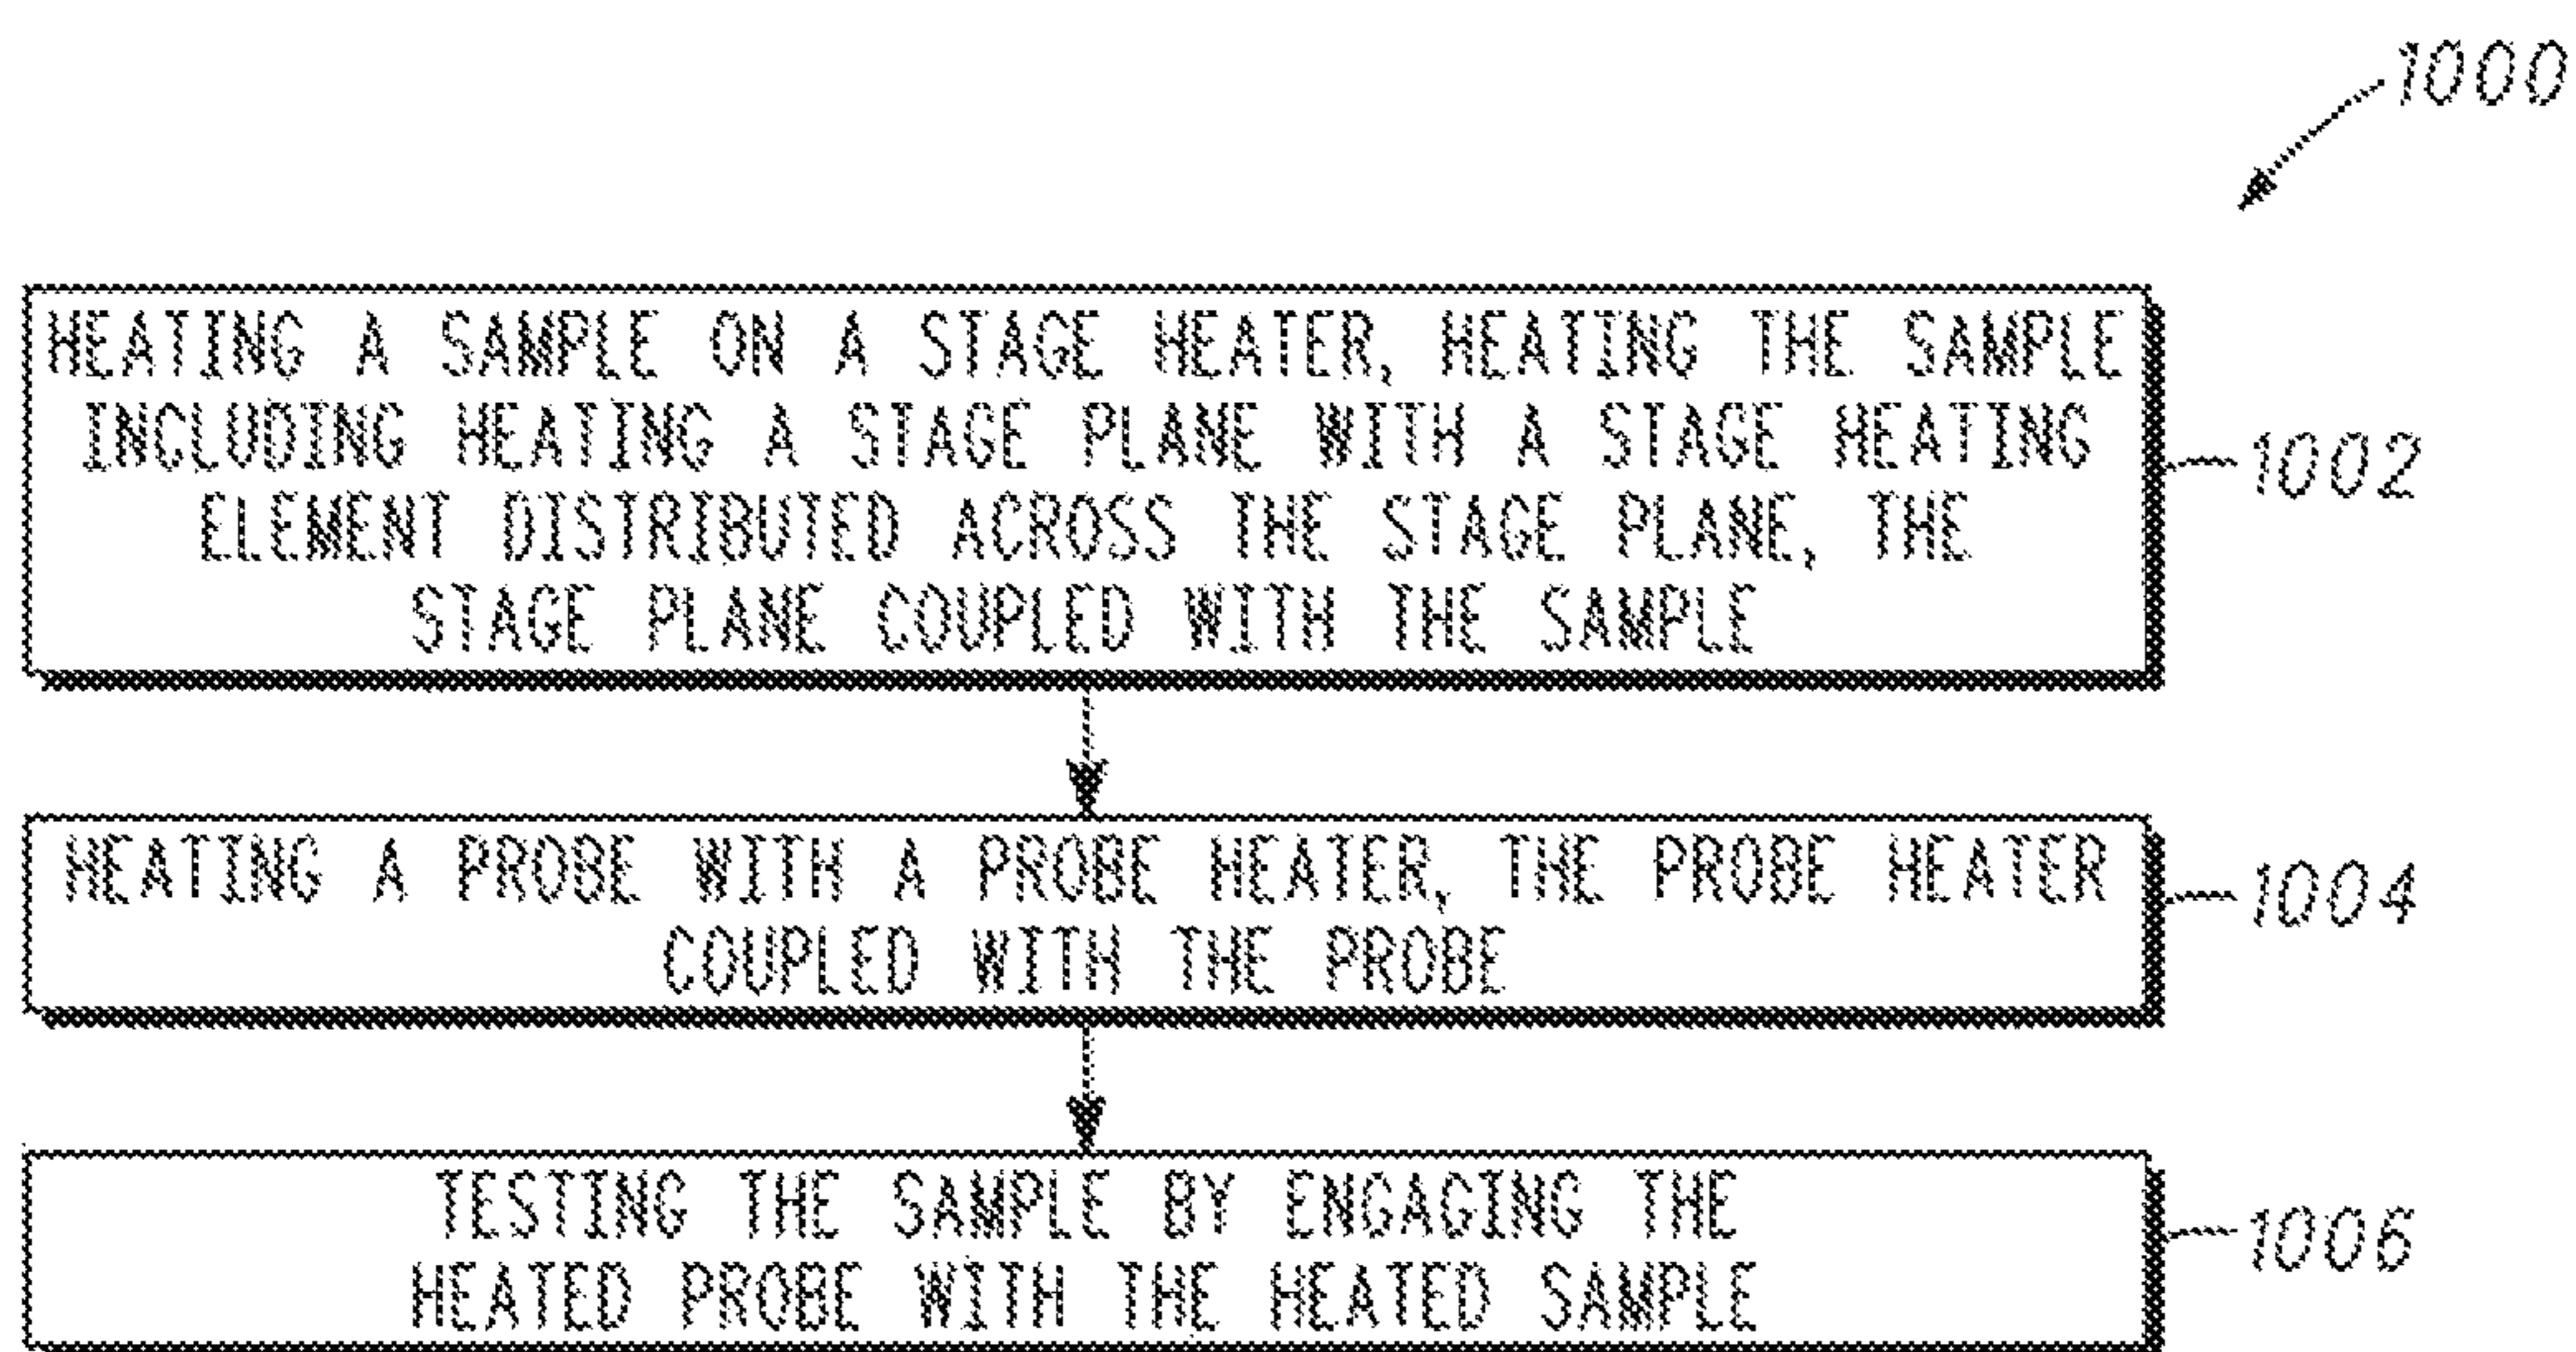 1000
HEATING A SAMPLE ON A STAGE HEATER, HEATING THE SAMPLE
INCLUDING HEATING A STAGE PLANE WITH A STAGE HEATING
ELEMENT DISTRIBUTED ACROSS THE STAGE PLANE, THE
STAGE PLANE COUPLED WITH THE SAMPLE
1002
HEATING A PROBE WITH A PROBE HEATER, THE PROBE HEATER
COUPLED WITH THE PROBE
1004
TESTING THE SAMPLE BY ENGAGING THE
HEATED PROBE WITH THE HEATED SAMPLE
1006